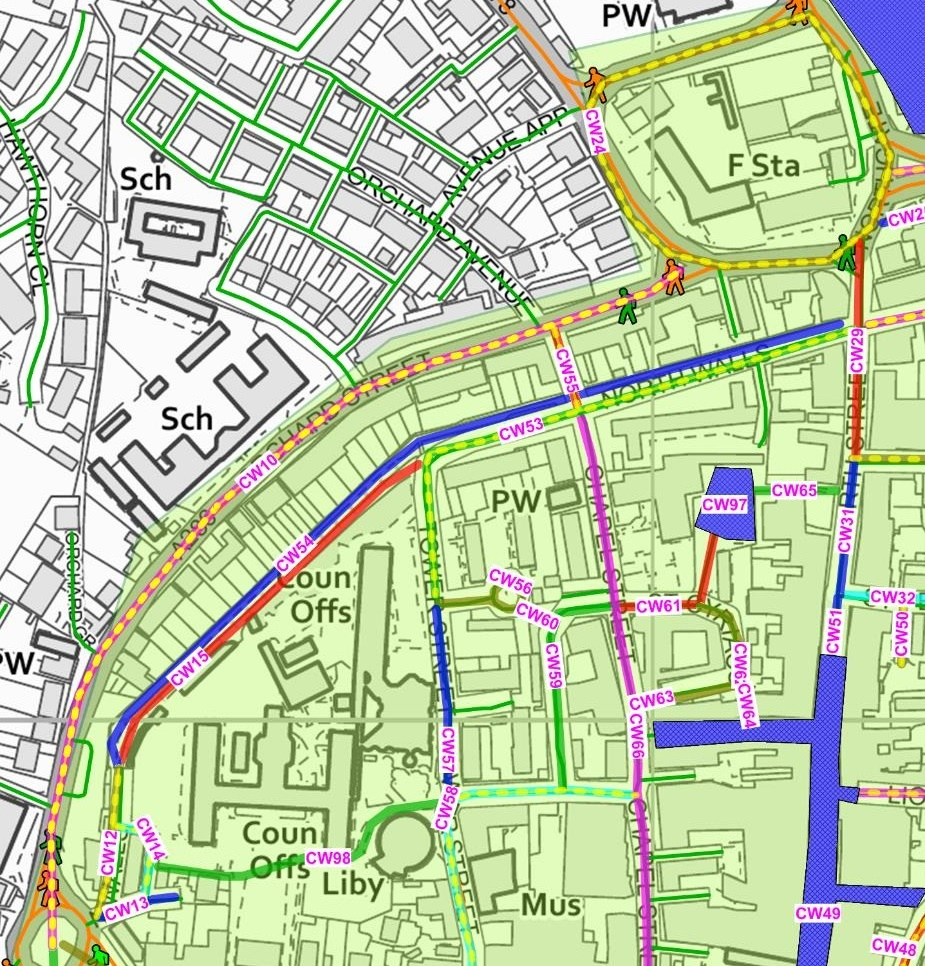 PW
CW24
AVENUE APP
F Sta
Sch
HAWTHORN CL
ORCHARD AVENUE
CW29
CW55
NORTH WALLS
ORCHARD STREET
Sch
CW53
CW10
PW
CW97
CW65
CW31
CW54
Coun
Offs
CW56
CW60
CW61
CW32
CW50
CW51
CW59
PW
CW15
CW63
CW64
CW66
CW57
CW58
CW12
CW14
Coun
Offs
CW98
Liby
CW13
STREET
Mus
CW49
CW48